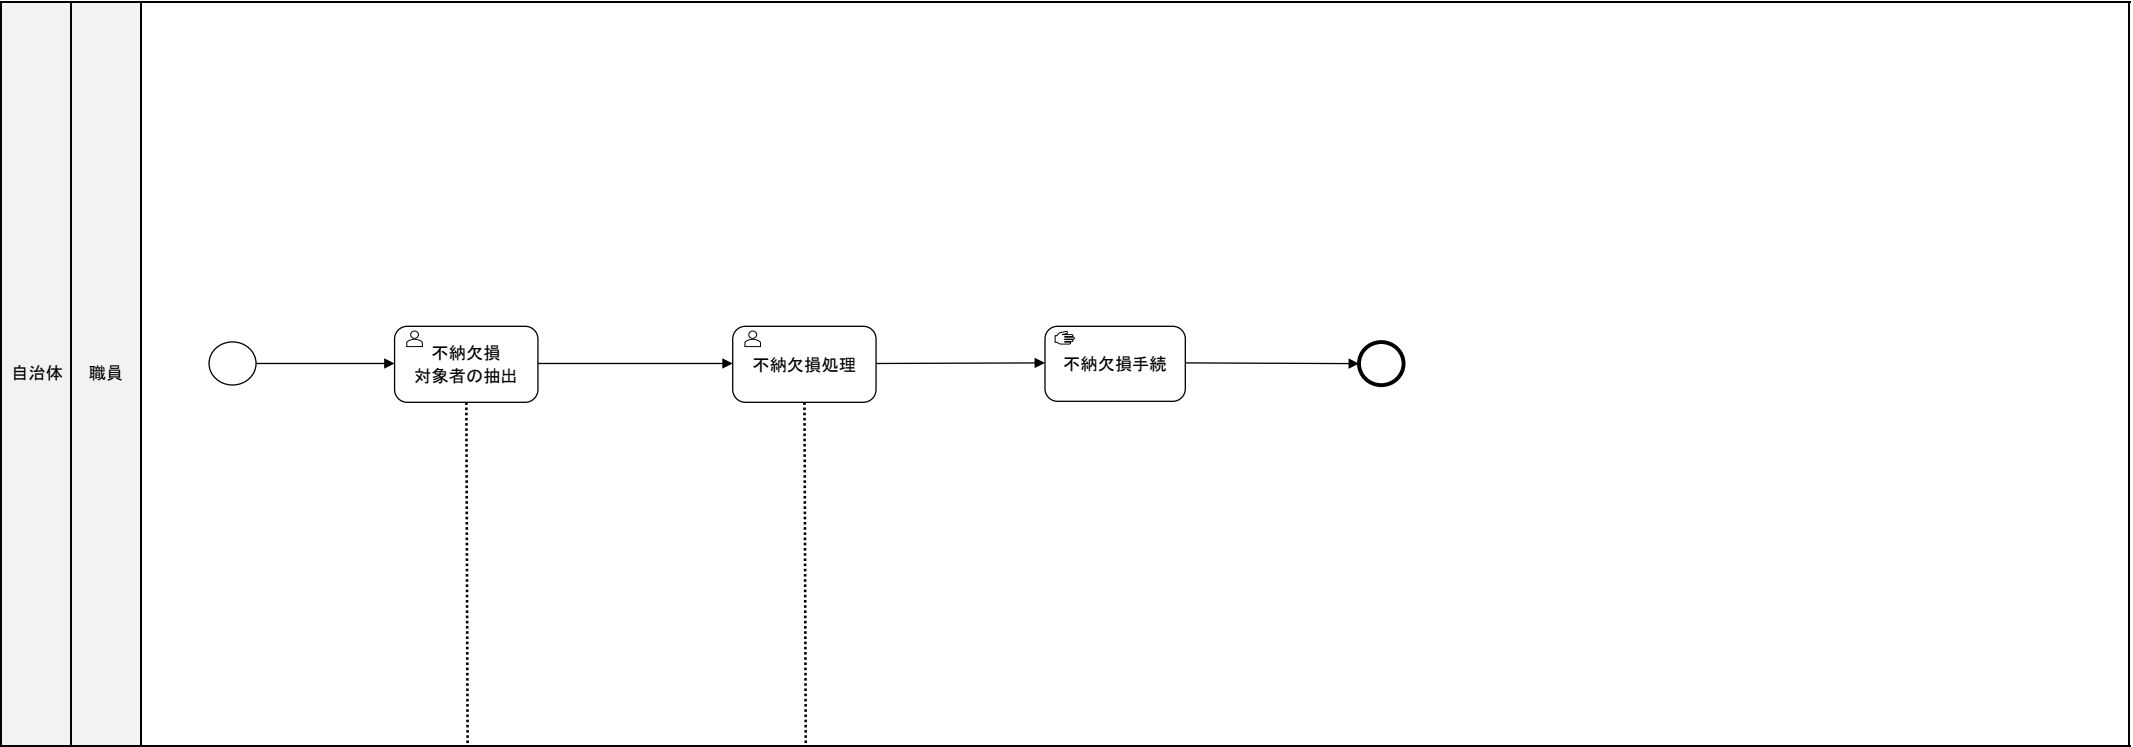 自治体
職員
不納欠損
対象者の抽出
不納欠損処理
不納欠損手続